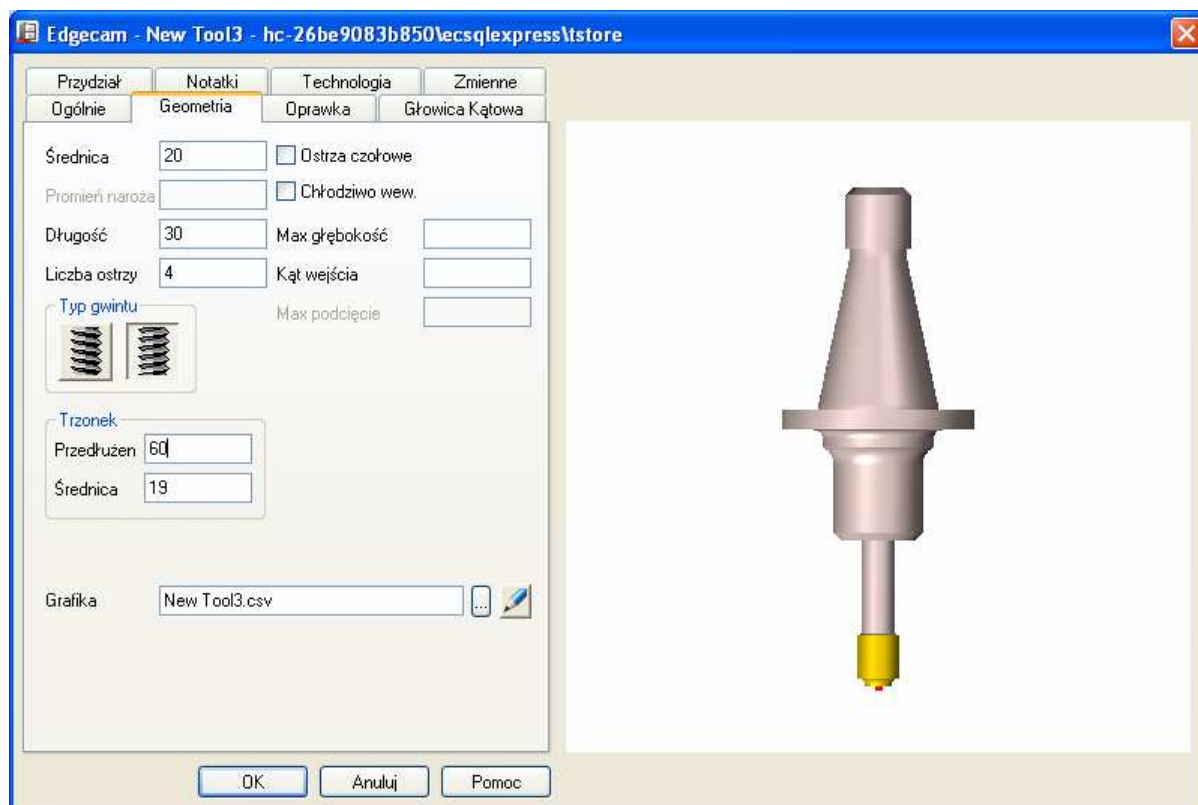 Edgecam - New Tool3 - hc-26be9083b850\ecsqlexpress\tstore
Przydział Notatki Technologia Zmienne
Ogólnie Geometria Oprawka Głowica Kątowa
Średnica 20 Ostrza czołowe
Promień naroża Chłodziwo wew.
Długość 30 Max głębokość
Liczba ostrzy 4 Kąt wejścia
Typ gwintu Max podcięcie
Trzonek
Przedłużen 60
Średnica 19
Grafika New Tool3.csv ...
OK Anuluj Pomoc